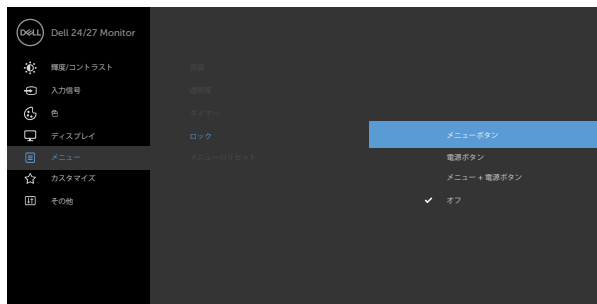 DELL Dell 24/27 Monitor
輝度/コントラスト
入力信号
色
ディスプレイ
メニュー
カスタマイズ
その他
言語
透明度
タイマー
ロック
メニューのリセット
メニューボタン
電源ボタン
メニュー + 電源ボタン
オフ